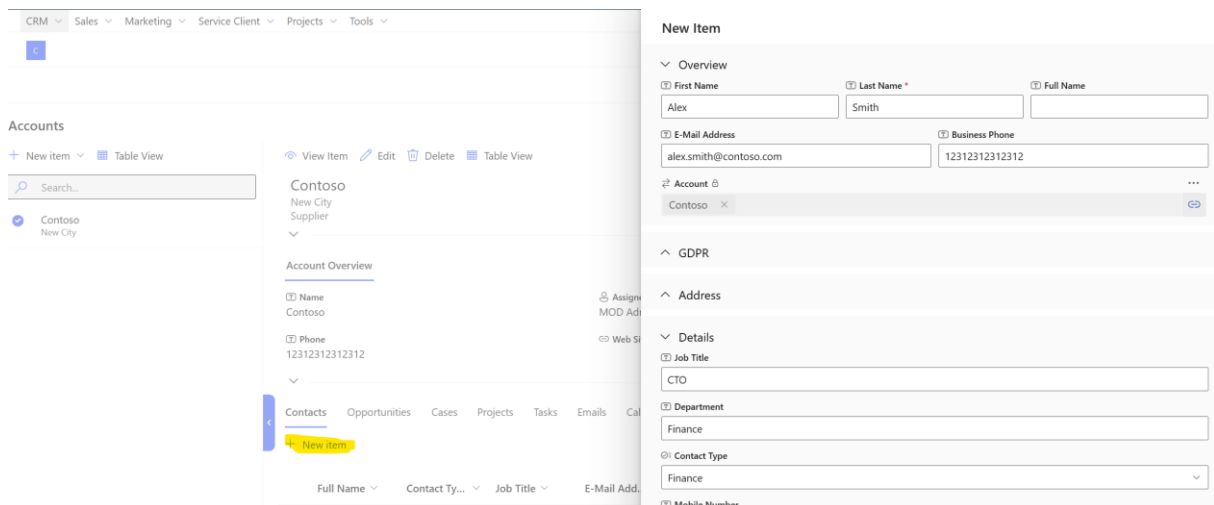 CRM Sales Marketing Service Client Projects Tools
C
Accounts
New item Table View
Search...
Contoso
New City
View Item Edit Delete Table View
Contoso
New City
Supplier
Account Overview
Name
Contoso
Assigne
MOD Adm
Phone
12312312312312
Web Si
Contacts Opportunities Cases Projects Tasks Emails Cal
+ New item
Full Name Contact Ty... Job Title E-Mail Add.
New Item
Overview
First Name Last Name * Full Name
Alex Smith
E-Mail Address Business Phone
alex.smith@contoso.com 12312312312312
Account
Contoso ×
GDPR
Address
Details
Job Title
CTO
Department
Finance
Contact Type
Finance
Mobile Number